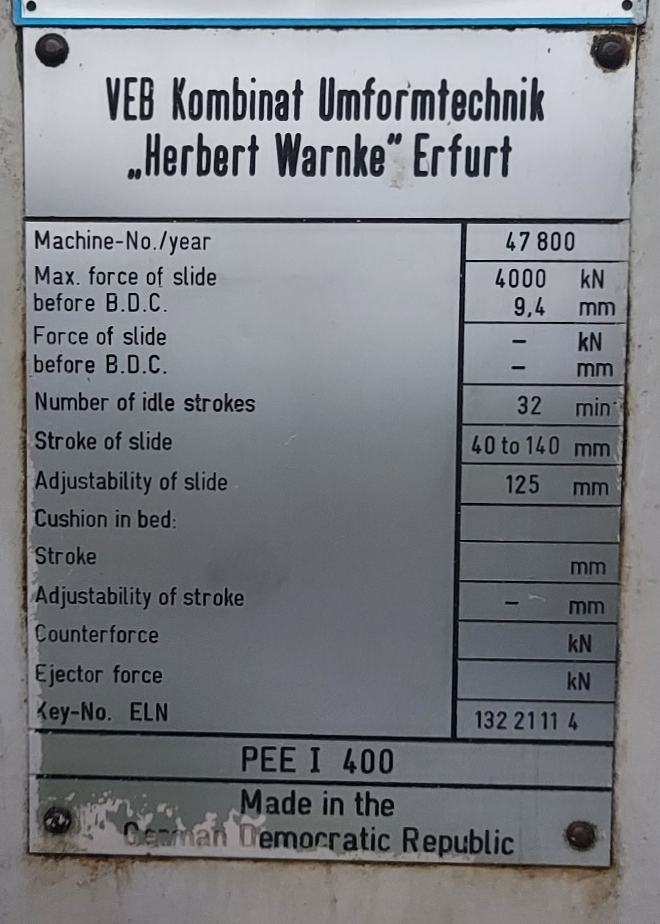 VEB Kombinat Umformtechnik
„Herbert Warnke" Erfurt
Machine-No./year 47 800
Max. force of slide 4000 kN
before B.D.C. 9,4 mm
Force of slide – kN
before B.D.C. – mm
Number of idle strokes 32 min⁻
Stroke of slide 40 to 140 mm
Adjustability of slide 125 mm
Cushion in bed:
Stroke mm
Adjustability of stroke – mm
Counterforce kN
Ejector force kN
Key-No. ELN 132 21 11 4
PEE I 400
Made in the
German Democratic Republic